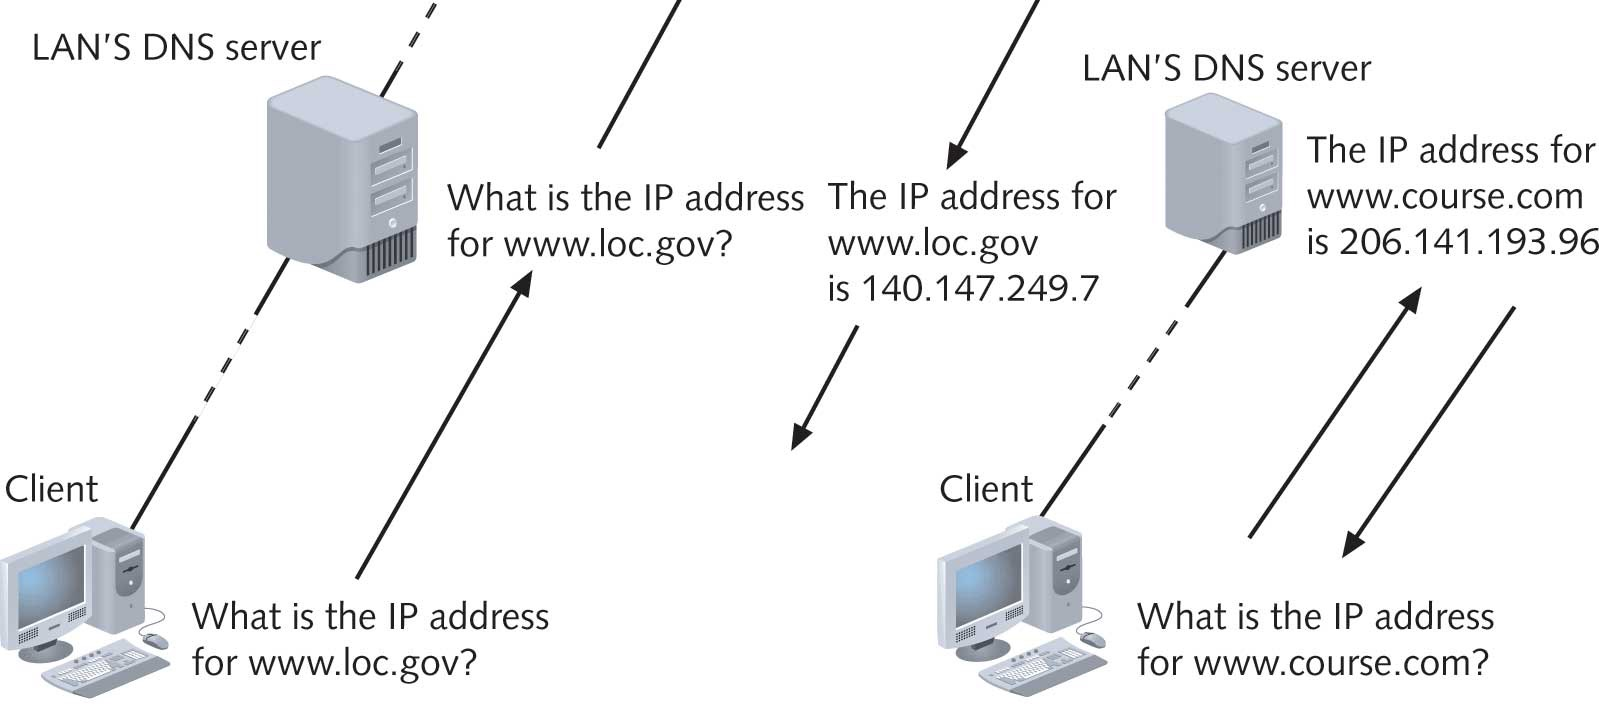 LAN'S DNS server
What is the IP address
for www.loc.gov?
The IP address for
www.loc.gov
is 140.147.249.7
Client
What is the IP address
for www.loc.gov?
LAN'S DNS server
The IP address for
www.course.com
is 206.141.193.96
Client
What is the IP address
for www.course.com?